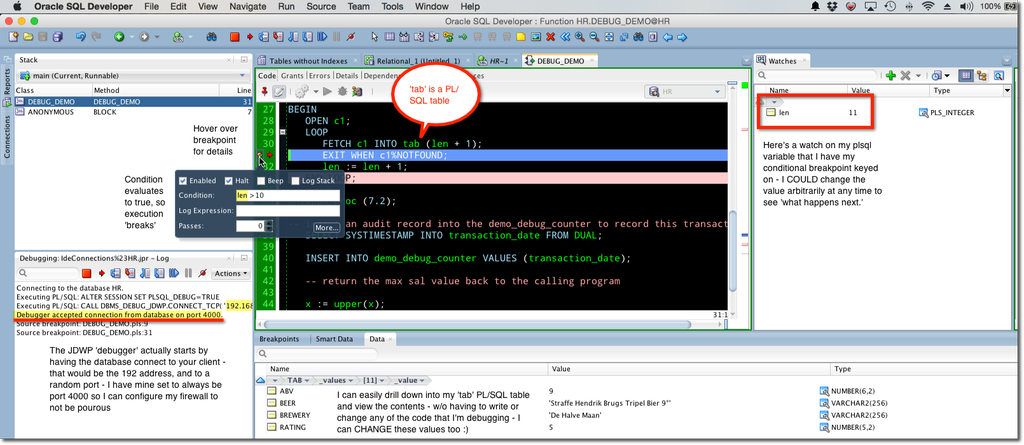 Oracle SQL Developer File Edit View Navigate Run Source Team Tools Window Help 100%
Oracle SQL Developer : Function HR.DEBUG_DEMO@HR
Reports
Connections
Stack
main (Current, Runnable)
Class Method Line
DEBUG_DEMO DEBUG_DEMO 31
ANONYMOUS BLOCK 7
Hover over
breakpoint
for details
Condition
evaluates
to true, so
execution
'breaks'
Tables without Indexes Relational_1 (Untitled_1) HR~1 DEBUG_DEMO
Code Grants Errors Details
HR
'tab' is a PL/
SQL table
27 BEGIN
28 OPEN c1;
29 LOOP
30 FETCH c1 INTO tab (len + 1);
EXIT WHEN c1%NOTFOUND;
32 len := len + 1;
P;
Enabled Halt Beep Log Stack
Condition: len > 10
Log Expression:
Passes: 0 More...
oc (7.2);
an audit record into the demo_debug_counter to record this transact
SYSTIMESTAMP INTO transaction_date FROM DUAL;
39
40 INSERT INTO demo_debug_counter VALUES (transaction_date);
41
42 -- return the max sal value back to the calling program
43
44 x := upper(x);
31:1
Watches
Name Value Type
len 11 PLS_INTEGER
Here's a watch on my plsql
variable that I have my
conditional breakpoint keyed
on - I COULD change the
value arbitrarily at any time to
see 'what happens next.'
Debugging: IdeConnections%23HR.jpr - Log
Actions
Connecting to the database HR.
Executing PL/SQL: ALTER SESSION SET PLSQL_DEBUG=TRUE
Executing PL/SQL: CALL DBMS_DEBUG_JDWP.CONNECT_TCP( '192.168
Debugger accepted connection from database on port 4000.
Source breakpoint: DEBUG_DEMO.pls:9
Source breakpoint: DEBUG_DEMO.pls:31
The JDWP 'debugger' actually starts by
having the database connect to your client -
that would be the 192 address, and to a
random port - I have mine set to always be
port 4000 so I can configure my firewall to
not be pourous
Breakpoints Smart Data Data
Name Value Type
TAB _values [11] _value
ABV 9 NUMBER(6,2)
BEER 'Straffe Hendrik Brugs Tripel Bier 9°' VARCHAR2(256)
BREWERY 'De Halve Maan' VARCHAR2(256)
RATING 5 NUMBER(5,2)
I can easily drill down into my 'tab' PL/SQL table
and view the contents - w/o having to write or
change any of the code that I'm debugging - I
can CHANGE these values too :)